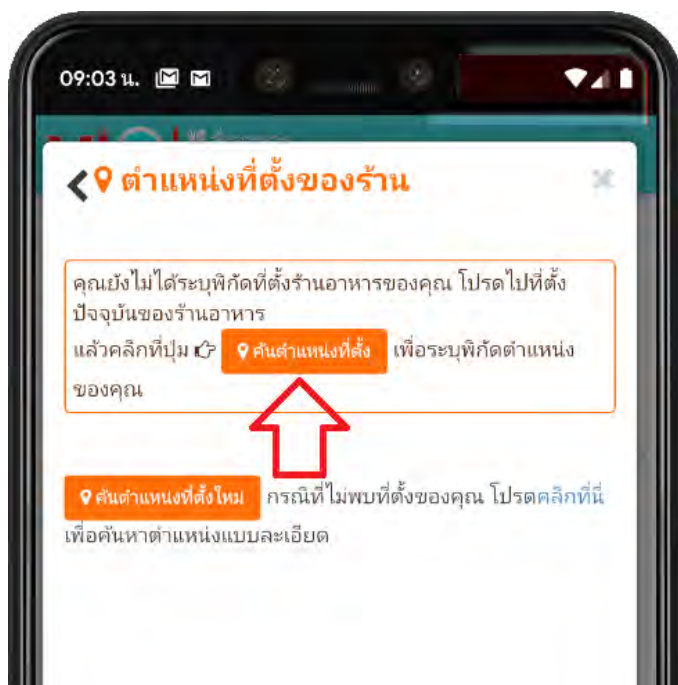 09:03 น.
ตำแหน่งที่ตั้งของร้าน
คุณยังไม่ได้ระบุพิกัดที่ตั้งร้านอาหารของคุณ โปรดไปที่ตั้ง
ปัจจุบันของร้านอาหาร
แล้วคลิกที่ปุ่ม ค้นตำแหน่งที่ตั้ง เพื่อระบุพิกัดตำแหน่ง
ของคุณ
ค้นตำแหน่งที่ตั้งใหม่ กรณีที่ไม่พบที่ตั้งของคุณ โปรดคลิกที่นี่
เพื่อค้นหาตำแหน่งแบบละเอียด